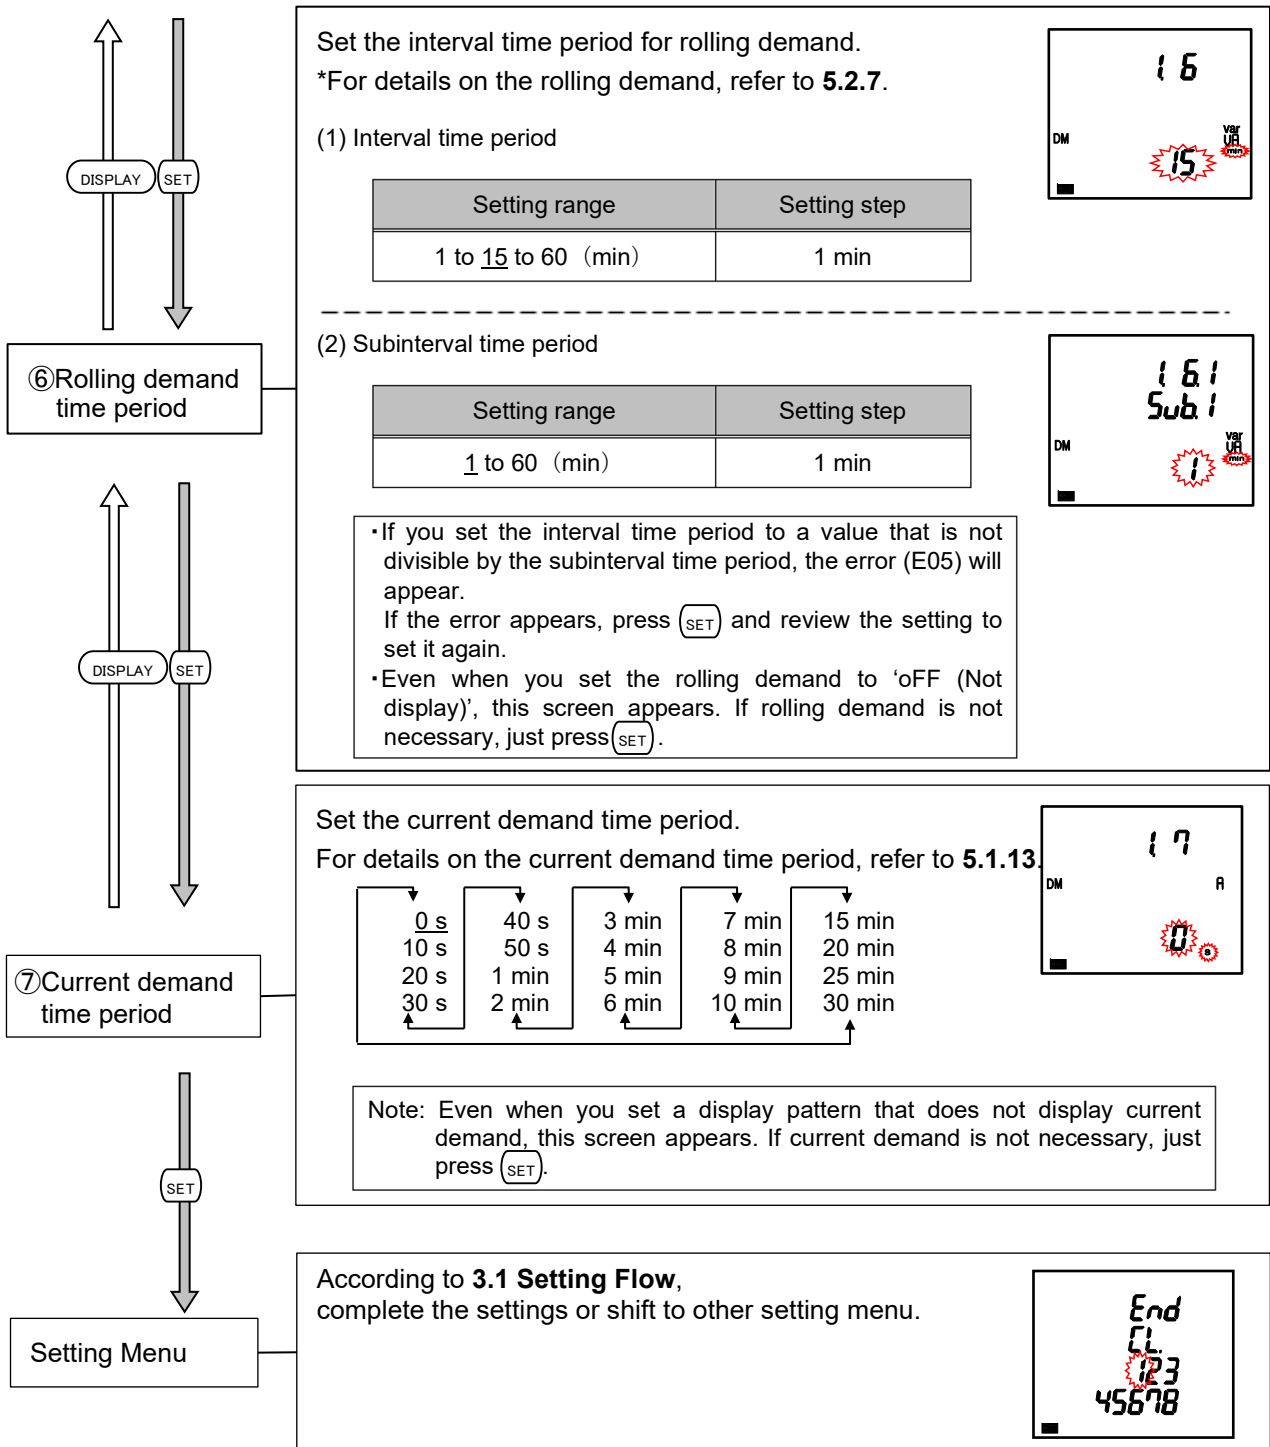 Set the interval time period for rolling demand.
*For details on the rolling demand, refer to 5.2.7.
(1) Interval time period
Setting range Setting step
1 to 15 to 60 (min) 1 min
1. 6
DM var
VA
min
15
DISPLAY SET
(2) Subinterval time period
Setting range Setting step
1 to 60 (min) 1 min
1. 6.1
Sub. 1
DM var
VA
min
1
⑥Rolling demand
time period
・If you set the interval time period to a value that is not
divisible by the subinterval time period, the error (E05) will
appear.
If the error appears, press SET and review the setting to
set it again.
・Even when you set the rolling demand to ‘oFF (Not
display)’, this screen appears. If rolling demand is not
necessary, just press SET .
DISPLAY SET
Set the current demand time period.
For details on the current demand time period, refer to 5.1.13.
0 s 40 s 3 min 7 min 15 min
10 s 50 s 4 min 8 min 20 min
20 s 1 min 5 min 9 min 25 min
30 s 2 min 6 min 10 min 30 min
1. 7
DM A
0 s
⑦Current demand
time period
Note: Even when you set a display pattern that does not display current
demand, this screen appears. If current demand is not necessary, just
press SET.
SET
According to 3.1 Setting Flow,
complete the settings or shift to other setting menu.
End
CL.
123
45678
Setting Menu